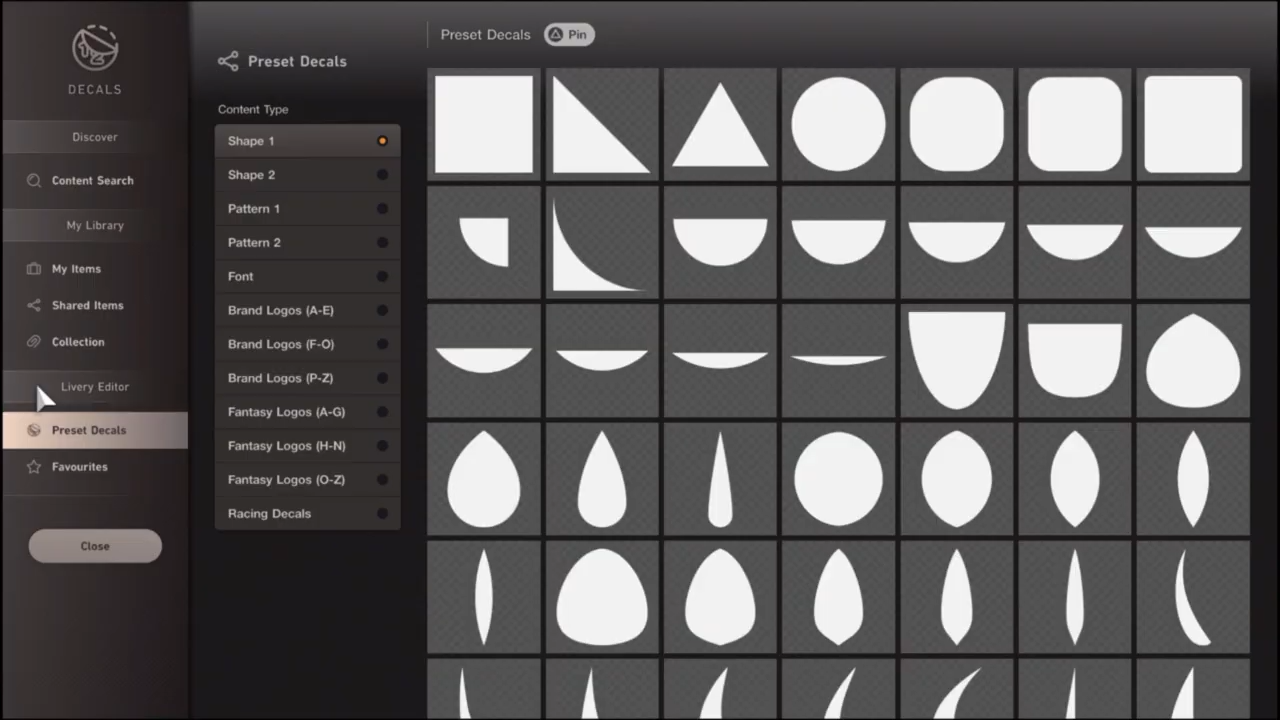 DECALS
Discover
Content Search
My Library
My Items
Shared Items
Collection
Livery Editor
Preset Decals
Favourites
Close
Preset Decals
Content Type
Shape 1
Shape 2
Pattern 1
Pattern 2
Font
Brand Logos (A-E)
Brand Logos (F-O)
Brand Logos (P-Z)
Fantasy Logos (A-G)
Fantasy Logos (H-N)
Fantasy Logos (O-Z)
Racing Decals
Preset Decals Pin